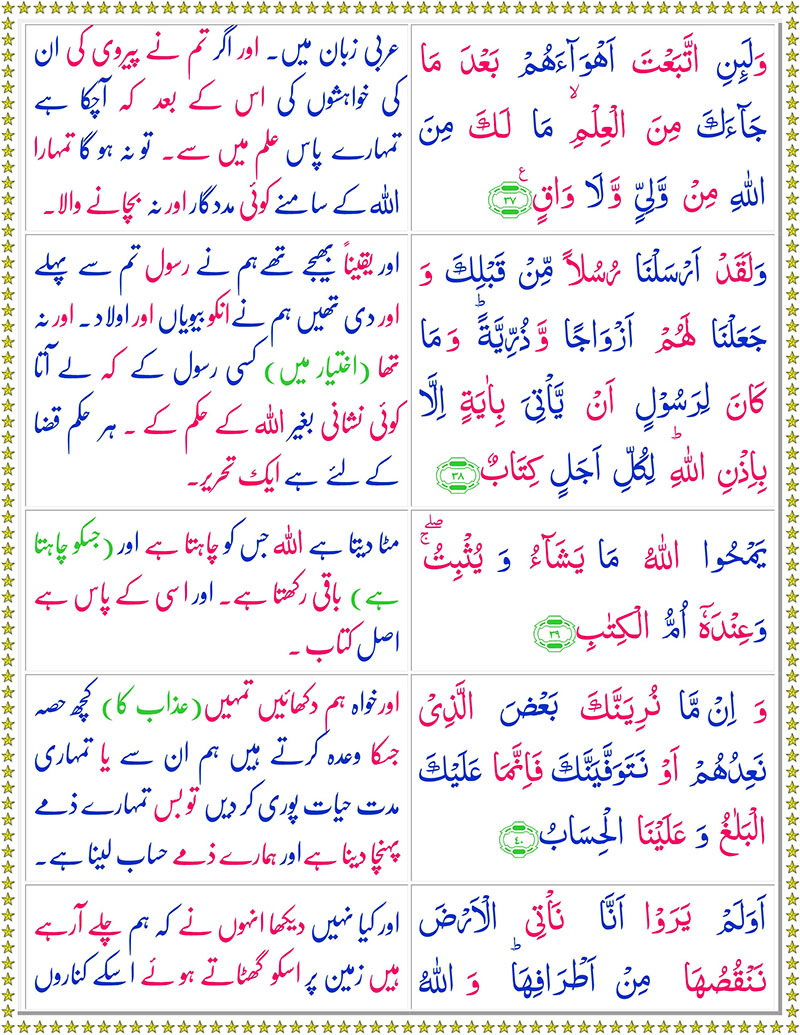 وَلَىِٕنِ اتَّبَعْتَ اَهْوَآءَهُمْ بَعْدَ مَا
جَآءَكَ مِنَ الْعِلْمِۙ مَا لَكَ مِنَ
اللّٰهِ مِنْ وَّلِیٍّ وَّلَا وَاقٍ۠ ۝۳۷
عربی زبان میں۔ اور اگر تم نے پیروی کی ان
کی خواہشوں کی اس کے بعد کہ آچکا ہے
تمہارے پاس علم میں سے۔ تو نہ ہو گا تمہارا
اللہ کے سامنے کوئی مددگار اور نہ بچانے والا۔
وَلَقَدْ اَرْسَلْنَا رُسُلاً مِّنْ قَبْلِكَ وَ
جَعَلْنَا لَهُمْ اَزْوَاجًا وَّ ذُرِّیَّةًؕ وَ مَا
كَانَ لِرَسُوْلٍ اَنْ یَّاْتِیَ بِاٰیَةٍ اِلَّا
بِاِذْنِ اللّٰهِؕ لِكُلِّ اَجَلٍ كِتَابٌ ۝۳۸
اور یقیناً بھیجے تھے ہم نے رسول تم سے پہلے
اور دی تھیں ہم نے انکو بیویاں اور اولاد۔ اور نہ
تھا (اختیار میں) کسی رسول کے کہ لے آتا
کوئی نشانی بغیر اللہ کے حکم کے ۔ ہر حکم قضا
کے لئے ہے ایک تحریر۔
یَمْحُوا اللّٰهُ مَا یَشَآءُ وَ یُثْبِتُ ۖۚ
وَعِنْدَهٗۤ اُمُّ الْكِتٰبِ ۝۳۹
مٹا دیتا ہے اللہ جس کو چاہتا ہے اور (جسکو چاہتا
ہے) باقی رکھتا ہے۔ اور اسی کے پاس ہے
اصل کتاب ۔
وَ اِنْ مَّا نُرِیَنَّكَ بَعْضَ الَّذِیْ
نَعِدُهُمْ اَوْ نَتَوَفَّیَنَّكَ فَاِنَّمَا عَلَیْكَ
الْبَلٰغُ وَ عَلَیْنَا الْحِسَابُ ۝۴۰
اور خواہ ہم دکھائیں تمہیں (عذاب کا) کچھ حصہ
جسکا وعدہ کرتے ہیں ہم ان سے یا تمہاری
مدت حیات پوری کر دیں تو بس تمہارے ذمے
پہنچا دینا ہے اور ہمارے ذمے حساب لینا ہے۔
اَوَلَمْ یَرَوْا اَنَّا نَاْتِی الْاَرْضَ
نَنْقُصُهَا مِنْ اَطْرَافِهَاؕ وَ اللّٰهُ
اور کیا نہیں دیکھا انہوں نے کہ ہم چلے آرہے
ہیں زمین پر اسکو گھٹاتے ہوئے اسکے کناروں